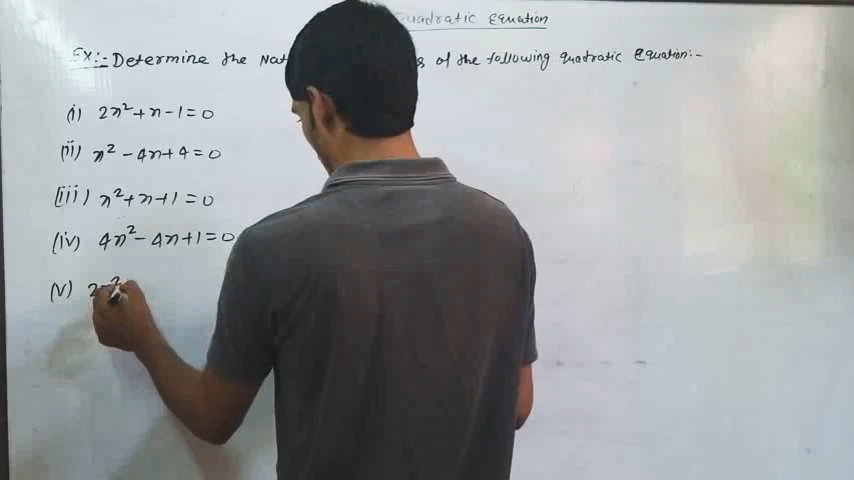 Quadratic Equation
Ex:- Determine the Nat s of the following quadratic Equation:-
(i) 2x² + x - 1 = 0
(ii) x² - 4x + 4 = 0
(iii) x² + x + 1 = 0
(iv) 4x² - 4x + 1 = 0
(v) 2x²